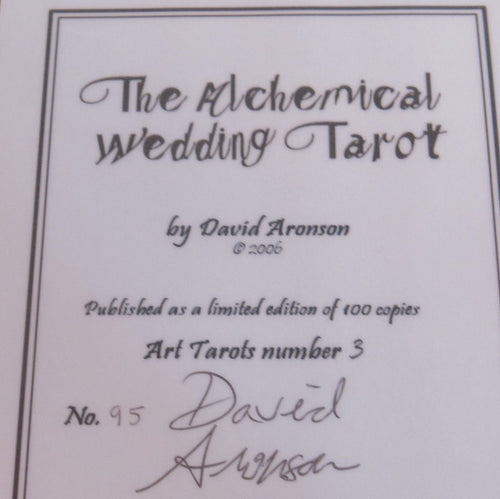 The Alchemical
Wedding Tarot
by David Aronson
© 2006
Published as a limited edition of 100 copies
Art Tarots number 3
No. 95 David
Aronson